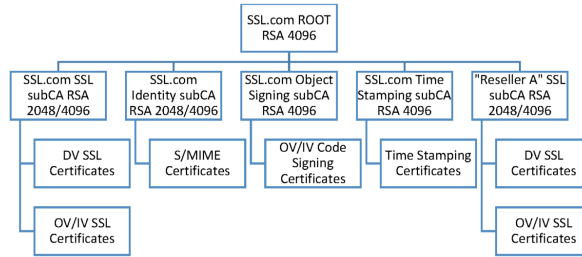 SSL.com ROOT
RSA 4096
SSL.com SSL
subCA RSA
2048/4096
SSL.com
Identity subCA
RSA 2048/4096
SSL.com Object
Signing subCA
RSA 4096
SSL.com Time
Stamping subCA
RSA 4096
"Reseller A" SSL
subCA RSA
2048/4096
DV SSL
Certificates
S/MIME
Certificates
OV/IV Code
Signing
Certificates
Time Stamping
Certificates
DV SSL
Certificates
OV/IV SSL
Certificates
OV/IV SSL
Certificates